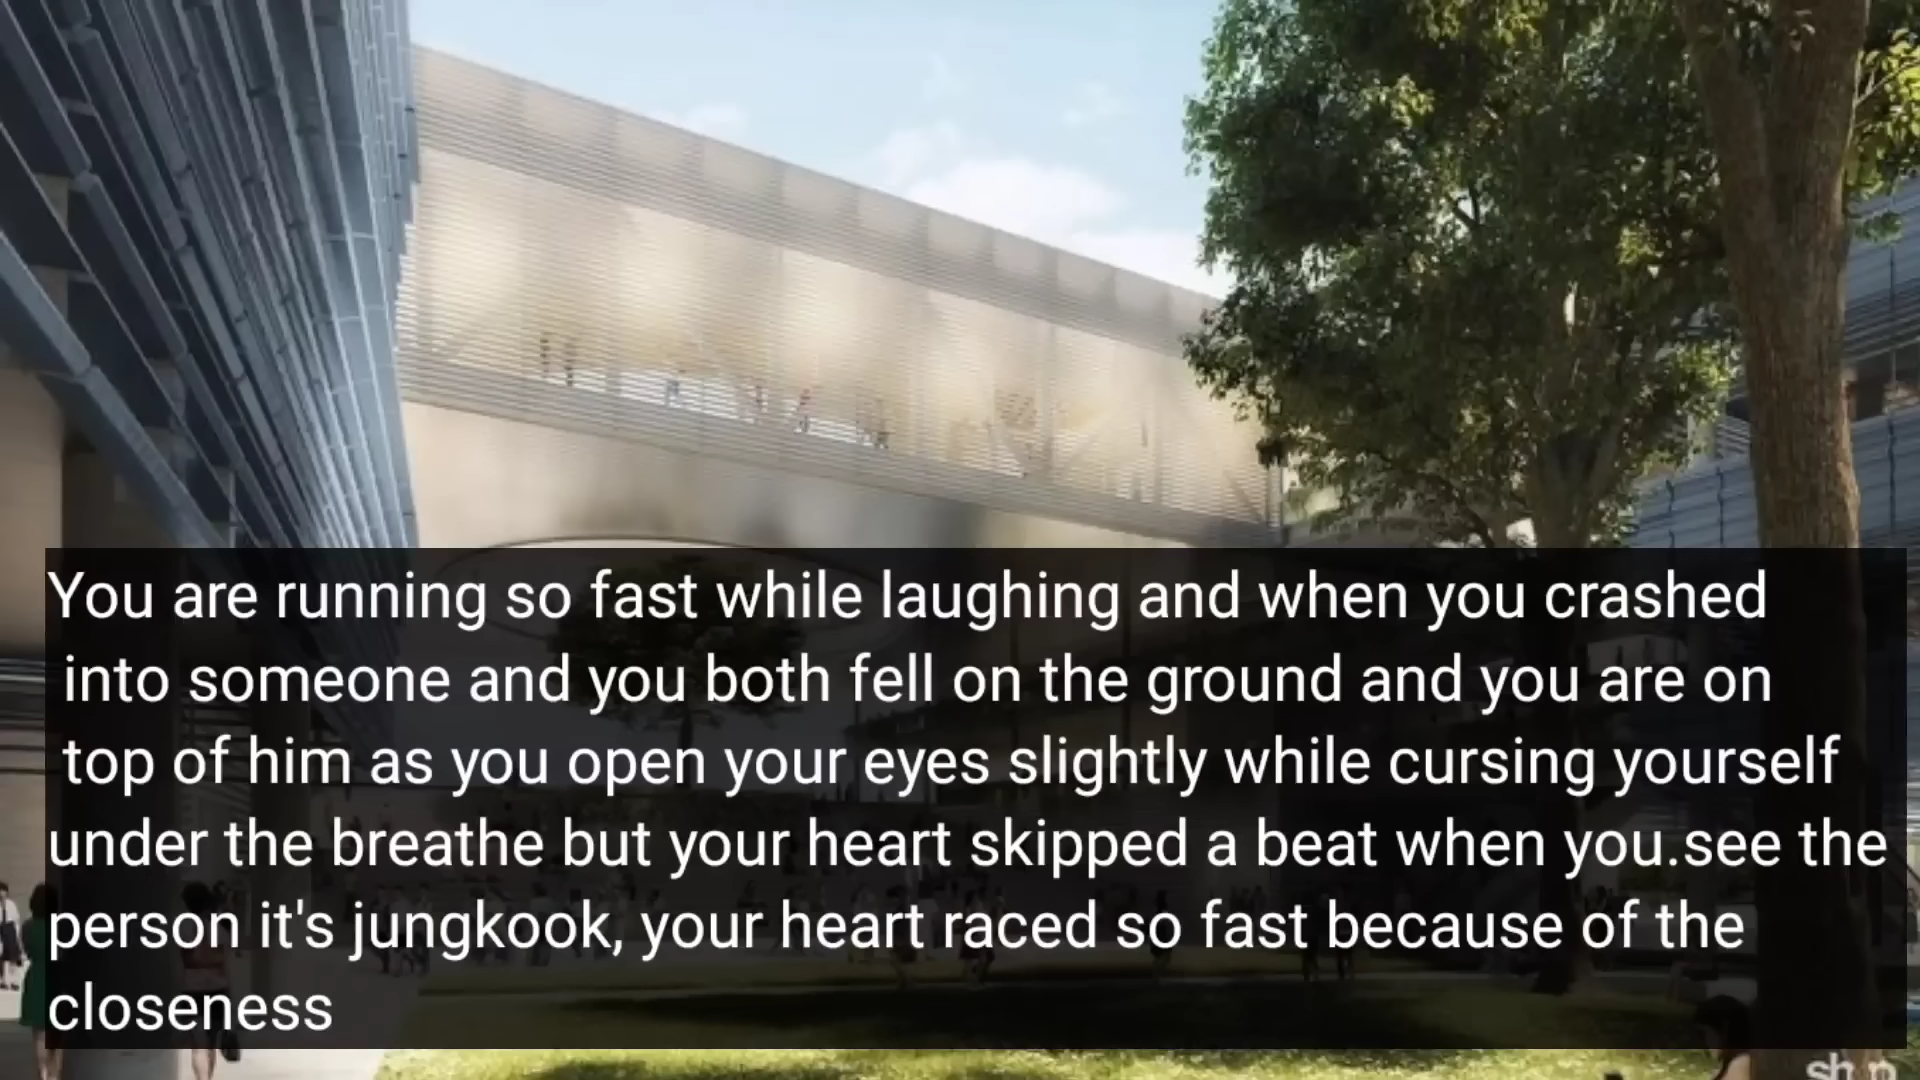 You are running so fast while laughing and when you crashed
into someone and you both fell on the ground and you are on
top of him as you open your eyes slightly while cursing yourself
under the breathe but your heart skipped a beat when you.see the
person it's jungkook, your heart raced so fast because of the
closeness